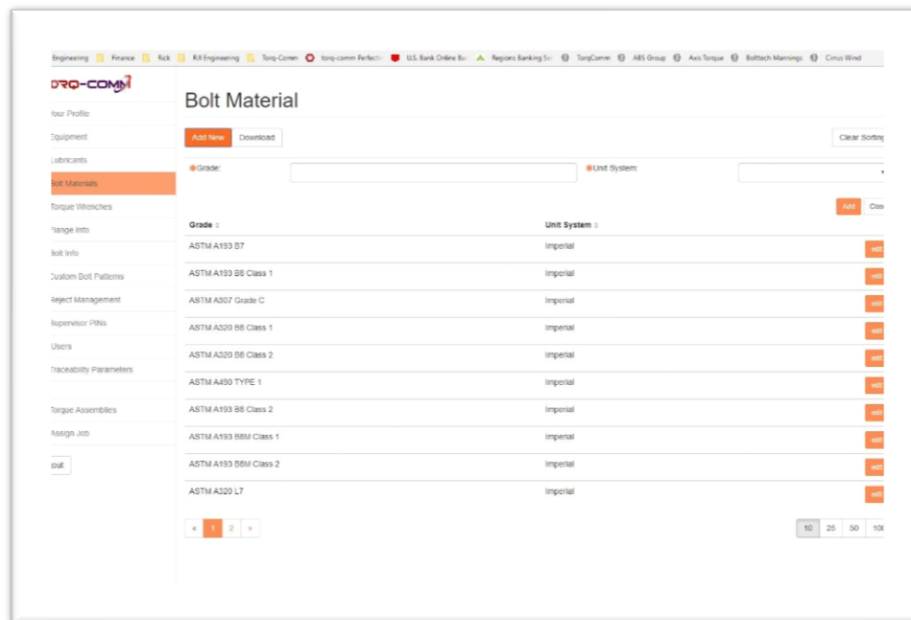 Engineering Finance Rick RJI Engineering Torq-Comm torq-comm Perfect U.S. Bank Online Ba Regions Banking Se TorqComm ABS Group Axis Torque Bolttech Mannings Cirrus Wind
ORQ-COMM
Your Profile
Equipment
Lubricants
Bolt Materials
Torque Wrenches
Flange Info
Bolt Info
Custom Bolt Patterns
Reject Management
Supervisor PINs
Users
Traceability Parameters
Torque Assemblies
Assign Job
out
Bolt Material
Add New Download Clear Sorting
Grade: Unit System:
Add Clos
Grade Unit System
ASTM A193 B7 Imperial edit
ASTM A193 B8 Class 1 Imperial edit
ASTM A307 Grade C Imperial edit
ASTM A320 B8 Class 1 Imperial edit
ASTM A320 B8 Class 2 Imperial edit
ASTM A490 TYPE 1 Imperial edit
ASTM A193 B8 Class 2 Imperial edit
ASTM A193 B8M Class 1 Imperial edit
ASTM A193 B8M Class 2 Imperial edit
ASTM A320 L7 Imperial edit
« 1 2 » 10 25 50 100